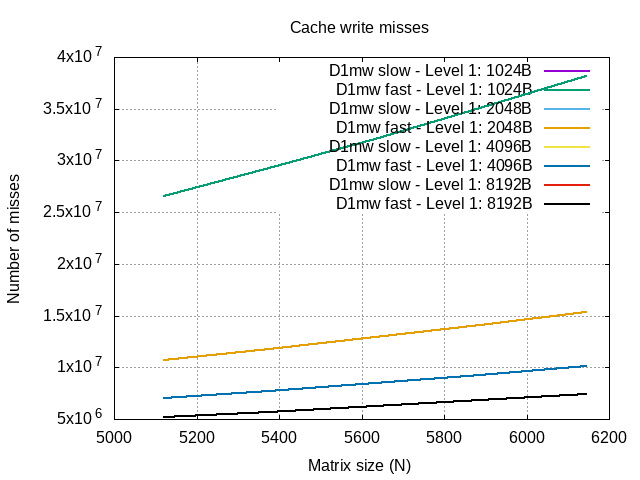 Cache write misses
4x10^7
3.5x10^7
3x10^7
2.5x10^7
2x10^7
1.5x10^7
1x10^7
5x10^6
Number of misses
D1mw slow - Level 1: 1024B
D1mw fast - Level 1: 1024B
D1mw slow - Level 1: 2048B
D1mw fast - Level 1: 2048B
D1mw slow - Level 1: 4096B
D1mw fast - Level 1: 4096B
D1mw slow - Level 1: 8192B
D1mw fast - Level 1: 8192B
5000 5200 5400 5600 5800 6000 6200
Matrix size (N)